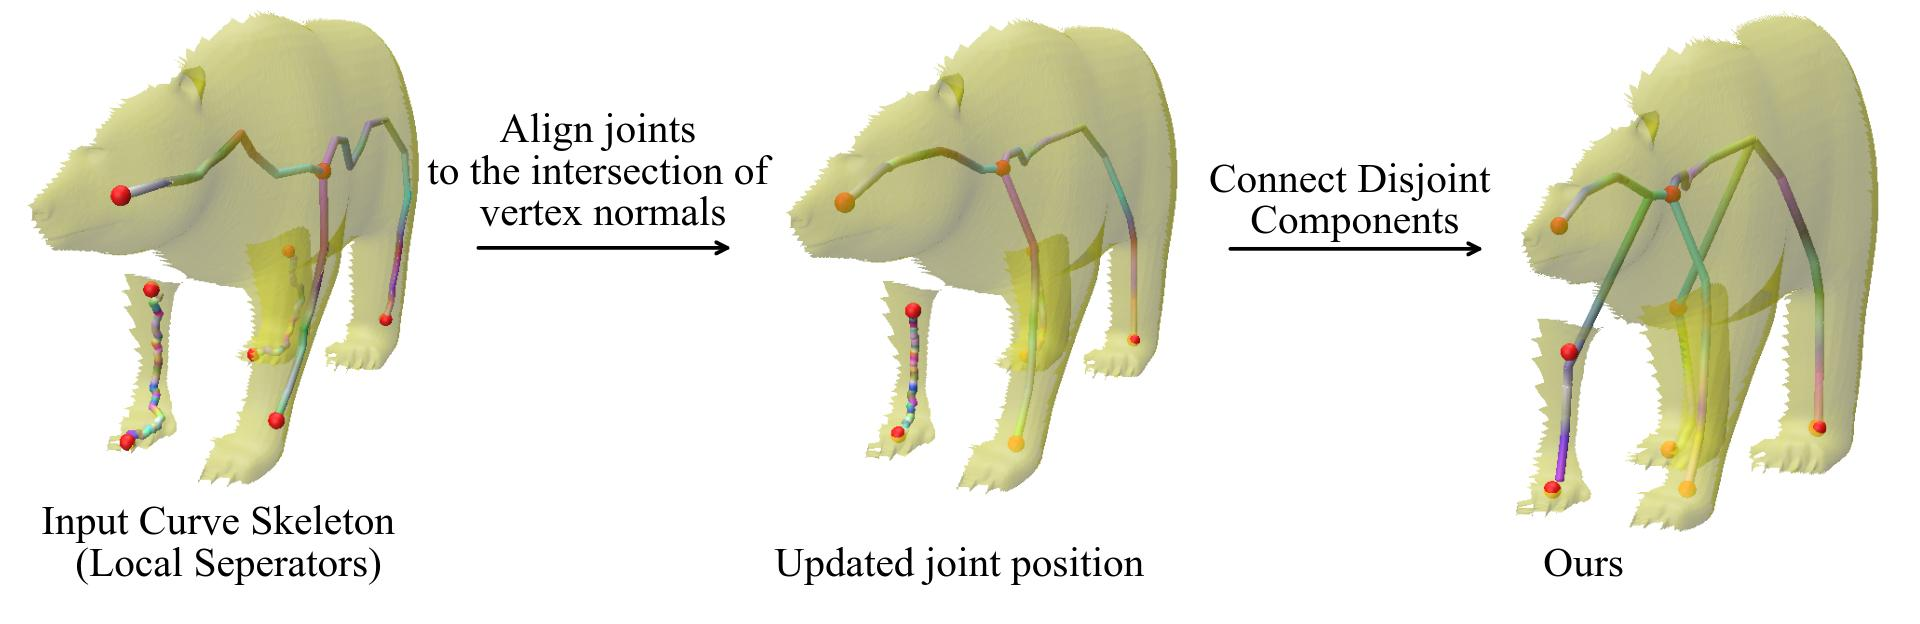 Align joints
to the intersection of
vertex normals
Connect Disjoint
Components
Input Curve Skeleton
(Local Seperators)
Updated joint position
Ours